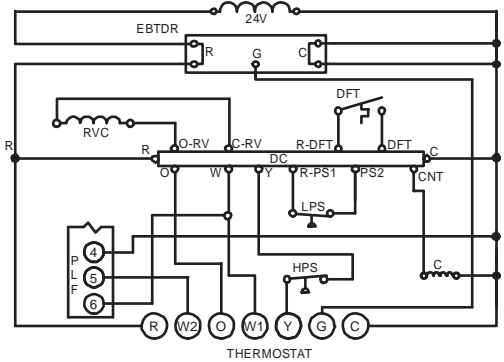 24V
EBTDR
R G C
DFT
RVC
R R O-RV C-RV R-DFT DFT C
DC
O W Y R-PS1 PS2 CNT
LPS
4
P L F 5 HPS C
6
R W2 O W1 Y G C
THERMOSTAT